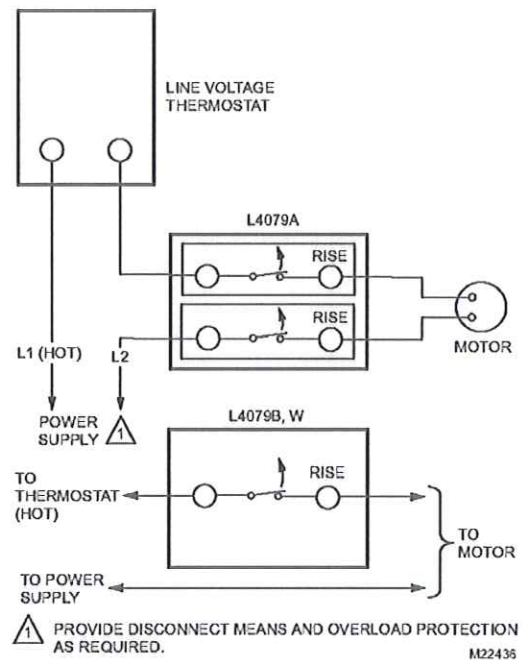 LINE VOLTAGE
THERMOSTAT
L4079A
RISE
RISE
MOTOR
L1 (HOT)
L2
POWER
SUPPLY
1
L4079B, W
RISE
TO
THERMOSTAT
(HOT)
TO
MOTOR
TO POWER
SUPPLY
1 PROVIDE DISCONNECT MEANS AND OVERLOAD PROTECTION
AS REQUIRED.
M22436